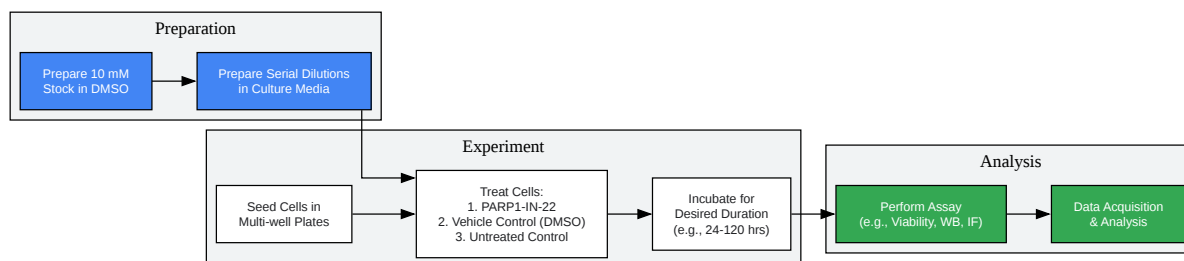 Preparation
Prepare 10 mM
Stock in DMSO
Prepare Serial Dilutions
in Culture Media
Experiment
Seed Cells in
Multi-well Plates
Treat Cells:
1. PARP1-IN-22
2. Vehicle Control (DMSO)
3. Untreated Control
Incubate for
Desired Duration
(e.g., 24-120 hrs)
Analysis
Perform Assay
(e.g., Viability, WB, IF)
Data Acquisition
& Analysis